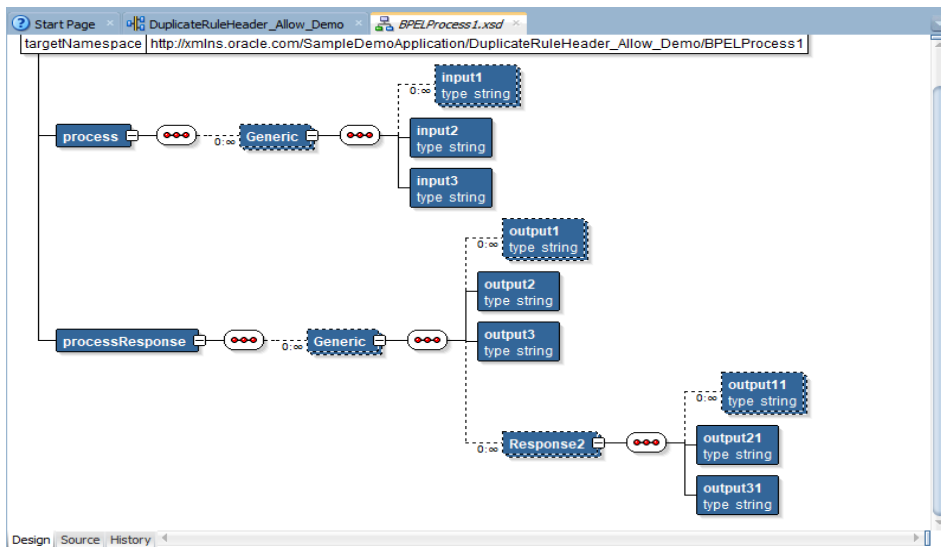 Start Page
DuplicateRuleHeader_Allow_Demo
BPELProcess1.xsd
targetNamespace http://xmlns.oracle.com/SampleDemoApplication/DuplicateRuleHeader_Allow_Demo/BPELProcess1
input1
type string
0:∞
process
0:∞
Generic
input2
type string
input3
type string
output1
type string
0:∞
output2
type string
output3
type string
processResponse
0:∞
Generic
output11
type string
0:∞
0:∞
Response2
output21
type string
output31
type string
Design Source History